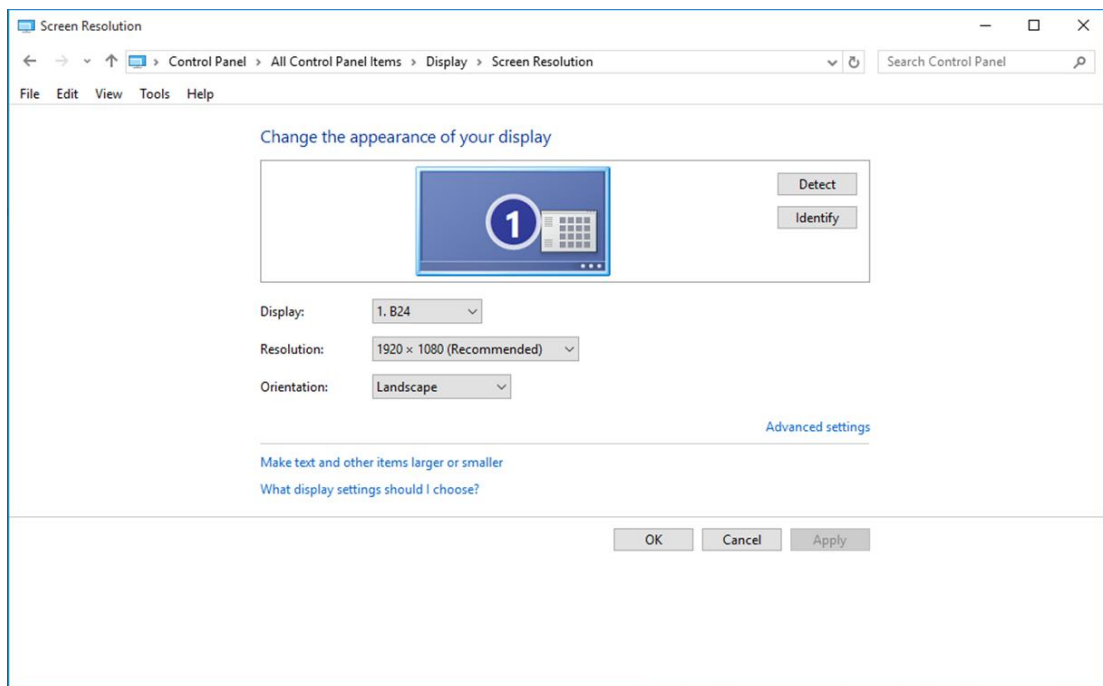 Screen Resolution
Control Panel > All Control Panel Items > Display > Screen Resolution
Search Control Panel
File Edit View Tools Help
Change the appearance of your display
1
Detect
Identify
Display: 1. B24
Resolution: 1920 × 1080 (Recommended)
Orientation: Landscape
Advanced settings
Make text and other items larger or smaller
What display settings should I choose?
OK Cancel Apply